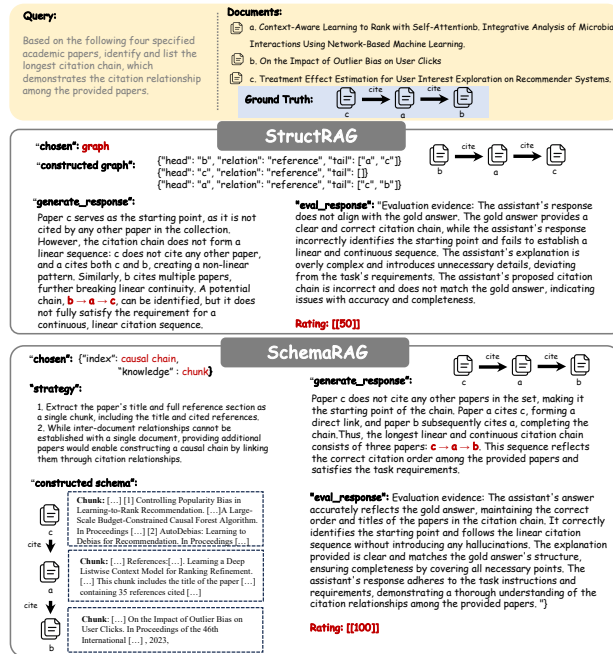 Query:
Based on the following four specified
academic papers, identify and list the
longest citation chain, which
demonstrates the citation relationship
among the provided papers.
Documents:
a. Context-Aware Learning to Rank with Self-Attentionb. Integrative Analysis of Microbia
Interactions Using Network-Based Machine Learning.
b. On the Impact of Outlier Bias on User Clicks
c. Treatment Effect Estimation for User Interest Exploration on Recommender Systems.
Ground Truth:
cite
cite
c
a
b
StructRAG
"chosen": graph
"constructed graph":
{"head": "b", "relation": "reference", "tail": ["a", "c"]}
{"head": "c", "relation": "reference", "tail": []}
{"head": "a", "relation": "reference", "tail": ["c", "b"]}
cite
cite
b
a
c
"generate_response":
Paper c serves as the starting point, as it is not
cited by any other paper in the collection.
However, the citation chain does not form a
linear sequence: c does not cite any other paper,
and a cites both c and b, creating a non-linear
pattern. Similarly, b cites multiple papers,
further breaking linear continuity. A potential
chain, b → a → c, can be identified, but it does
not fully satisfy the requirement for a
continuous, linear citation sequence.
"eval_response": "Evaluation evidence: The assistant's response
does not align with the gold answer. The gold answer provides a
clear and correct citation chain, while the assistant's response
incorrectly identifies the starting point and fails to establish a
linear and continuous sequence. The assistant's explanation is
overly complex and introduces unnecessary details, deviating
from the task's requirements. The assistant's proposed citation
chain is incorrect and does not match the gold answer, indicating
issues with accuracy and completeness.
Rating: [[50]]
SchemaRAG
"chosen": {"index": causal chain,
"knowledge" : chunk}
"strategy":
1. Extract the paper's title and full reference section as
a single chunk, including the title and cited references.
2. While inter-document relationships cannot be
established with a single document, providing additional
papers would enable constructing a causal chain by linking
them through citation relationships.
"constructed schema":
c
cite
a
cite
b
Chunk: […] [1] Controlling Popularity Bias in
Learning-to-Rank Recommendation. […]A Large-
Scale Budget-Constrained Causal Forest Algorithm.
In Proceedings […] [2] AutoDebias: Learning to
Debias for Recommendation. In Proceedings […]
Chunk: […] References:[…]. Learning a Deep
Listwise Context Model for Ranking Refinement.
[…] This chunk includes the title of the paper […]
containing 35 references cited […]
Chunk: […] On the Impact of Outlier Bias on
User Clicks. In Proceedings of the 46th
International […] , 2023,
cite
cite
c
a
b
"generate_response":
Paper c does not cite any other papers in the set, making it
the starting point of the chain. Paper a cites c, forming a
direct link, and paper b subsequently cites a, completing the
chain.Thus, the longest linear and continuous citation chain
consists of three papers: c → a → b. This sequence reflects
the correct citation order among the provided papers and
satisfies the task requirements.
"eval_response": Evaluation evidence: The assistant's answer
accurately reflects the gold answer, maintaining the correct
order and titles of the papers in the citation chain. It correctly
identifies the starting point and follows the linear citation
sequence without introducing any hallucinations. The explanation
provided is clear and matches the gold answer's structure,
ensuring completeness by covering all necessary points. The
assistant's response adheres to the task instructions and
requirements, demonstrating a thorough understanding of the
citation relationships among the provided papers. "}
Rating: [[100]]